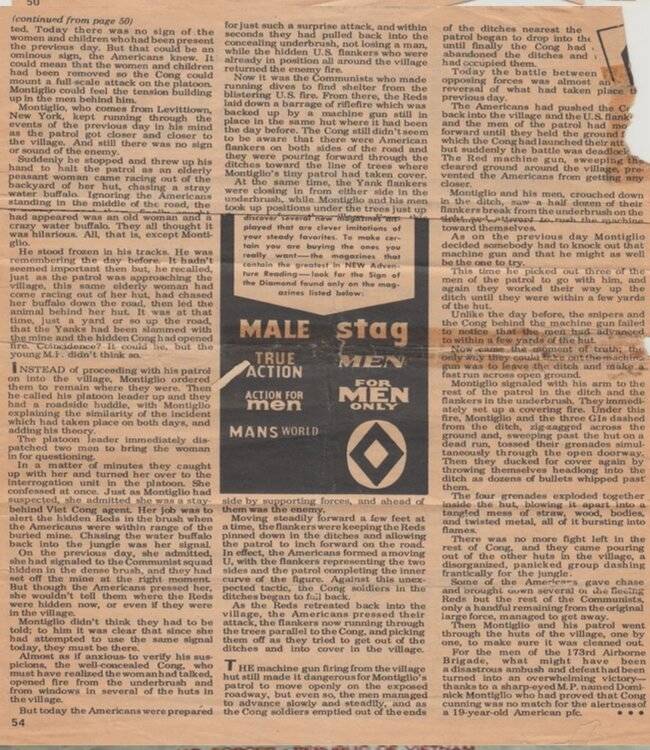 50
(continued from page 50)
ted. Today there was no sign of the
women and children who had been present
the previous day. But that could be an
ominous sign, the Americans knew. It
could mean that the women and children
had been removed so the Cong could
mount a full-scale attack on the platoon.
Montiglio could feel the tension building
up in the men behind him.
Montiglio, who comes from Levittown,
New York, kept running through the
events of the previous day in his mind
as the patrol got closer and closer to
the village. And still there was no sign
or sound of the enemy.
Suddenly he stopped and threw up his
hand to halt the patrol as an elderly
peasant woman came racing out of the
backyard of her hut, chasing a stray
water buffalo. Ignoring the Americans
standing in the middle of the road, the
had appeared was an old woman and a
crazy water buffalo. They all thought it
was hilarious. All, that is, except Monti-
glio.
He stood frozen in his tracks. He was
remembering the day before. It hadn't
seemed important then but, he recalled,
just as the patrol was approaching the
village, this same elderly woman had
come racing out of her hut, had chased
her buffalo down the road, then led the
animal behind her hut. It was at that
time, just a yard or so up the road,
that the Yanks had been slammed with
the mine and the hidden Cong had opened
fire. Coincidence? It could be, but the
young M.P. didn't think so.
INSTEAD of proceeding with his patrol
on into the village, Montiglio ordered
them to remain where they were. Then
he called his platoon leader up and they
had a roadside huddle, with Montiglio
explaining the similarity of the incident
which had taken place on both days, and
adding his theory.
The platoon leader immediately dis-
patched two men to bring the woman
in for questioning.
In a matter of minutes they caught
up with her and turned her over to the
interrogation unit in the platoon. She
confessed at once. Just as Montiglio had
suspected, she admitted she was a stay-
behind Viet Cong agent. Her job was to
alert the hidden Reds in the brush when
the Americans were within range of the
buried mine. Chasing the water buffalo
back into the jungle was her signal.
On the previous day, she admitted,
she had signaled to the Communist squad
hidden in the dense brush, and they had
set off the mine at the right moment.
But though the Americans pressed her,
she wouldn't tell them where the Reds
were hidden now, or even if they were
in the village.
Montiglio didn't think they had to be
told; to him it was clear that since she
had attempted to use the same signal
today, they must be there.
Almost as if anxious to verify his sus-
picions, the well-concealed Cong, who
must have realized the woman had talked,
opened fire from the underbrush and
from windows in several of the huts in
the village.
But today the Americans were prepared
54
for just such a surprise attack, and within
seconds they had pulled back into the
concealing underbrush, not losing a man,
while the hidden U.S. flankers who were
already in position all around the village
returned the enemy fire.
Now it was the Communists who made
running dives to find shelter from the
blistering U.S. fire. From there, the Reds
laid down a barrage of riflefire which was
backed up by a machine gun still in
place in the same hut where it had been
the day before. The Cong still didn't seem
to be aware that there were American
flankers on both sides of the road and
they were pouring forward through the
ditches toward the line of trees where
Montiglio's tiny patrol had taken cover.
At the same time, the Yank flankers
were closing in from either side in the
underbrush, while Montiglio and his men
took up positions under the trees just up
discover several new magazines
played that are clever imitations of
your steady favorites. To make cer-
tain you are buying the ones you
really want—the magazines that
contain the greatest in NEW Adven-
ture Reading—look for the Sign of
the Diamond found only on the mag-
azines listed below:
MALE stag
TRUE ACTION
MEN
ACTION FOR men
FOR MEN ONLY
MANS WORLD
side by supporting forces, and ahead of
them was the enemy.
Moving steadily forward a few feet at
a time, the flankers were keeping the Reds
pinned down in the ditches and allowing
the patrol to inch forward on the road.
In effect, the Americans formed a moving
U, with the flankers representing the two
sides and the patrol completing the inner
curve of the figure. Against this unex-
pected tactic, the Cong soldiers in the
ditches began to fall back.
As the Reds retreated back into the
village, the Americans pressed their
attack, the flankers now running through
the trees parallel to the Cong, and picking
them off as they tried to get out of the
ditches and into cover in the village.
THE machine gun firing from the village
hut still made it dangerous for Montiglio's
patrol to move openly on the exposed
roadway, but even so, the men managed
to advance slowly and steadily, and as
the Cong soldiers emptied out of the ends
of the ditches nearest the
patrol began to drop into the
until finally the Cong had
abandoned the ditches and
had occupied them.
Today the battle between
opposing forces was almost an
versal of what had taken place
previous day.
The Americans had pushed the
back into the village and the U.S. flank
and the men of the patrol had mo
forward until they held the ground
which the Cong had launched their att
but suddenly the battle was deadlock
The Red machine gun, sweeping the
cleared ground around the village, pre-
vented the Americans from getting any
closer.
Montiglio and his men, crouched down
in the ditch, saw a half dozen of their
flankers break from the underbrush on the
toward themselves.
As on the previous day Montiglio
decided somebody had to knock out that
machine gun and that he might as well
be the one to try.
This time he picked out three of the
men of the patrol to go with him, and
again they worked their way up the
ditch until they were within a few yards
of the hut.
Unlike the day before, the snipers and
the Cong behind the machine gun failed
to notice that the men had advanced
to within a few yards of the hut.
Now came the moment of truth; the
only way they could take out the machine
gun was to leave the ditch and make a
fast run across open ground.
Montiglio signaled with his arm to the
rest of the patrol in the ditch and the
flankers in the underbrush. They immedi-
ately set up a covering fire. Under this
fire, Montiglio and the three GIs dashed
from the ditch, zig-zagged across the
ground and, sweeping past the hut on a
dead run, tossed their grenades simul-
taneously through the open doorway.
Then they ducked for cover again by
throwing themselves headlong into the
ditch as dozens of bullets whipped past
them.
The four grenades exploded together
inside the hut, blowing it apart into a
tangled mess of straw, wood, bodies,
and twisted metal, all of it bursting into
flames.
There was no more fight left in the
rest of Cong, and they came pouring
out of the other huts in the village, a
disorganized, panicked group dashing
frantically for the jungle.
Some of the Americans gave chase
and brought down several of the fleeing
Reds but the rest of the Communists,
only a handful remaining from the original
large force, managed to get away.
Then Montiglio and his patrol went
through the huts of the village, one by
one, to make sure it was cleaned out.
For the men of the 173rd Airborne
Brigade, what might have been
a disastrous ambush and defeat had been
turned into an overwhelming victory—
thanks to a sharp-eyed M.P. named Domi-
nick Montiglio who had proved that Cong
cunning was no match for the alertness of
a 19-year-old American pfc.
REPUBLIC OF VIETNAM